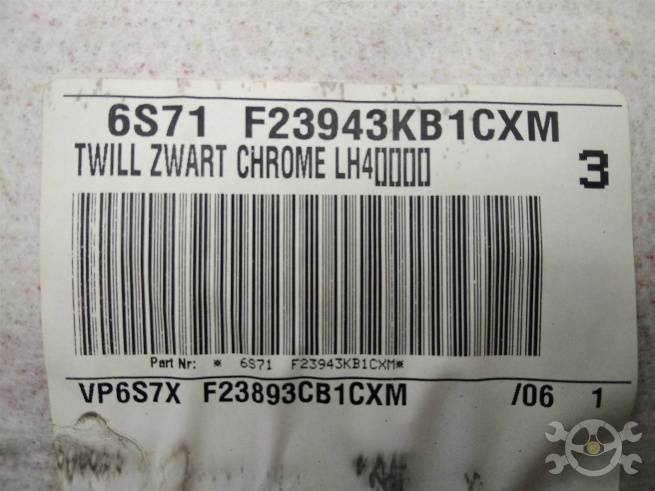 6S71 F23943KB1CXM
TWILL ZWART CHROME LH4▯▯▯▯
3
Part Nr: * 6S71 F23943KB1CXM*
VP6S7X F23893CB1CXM /06 1